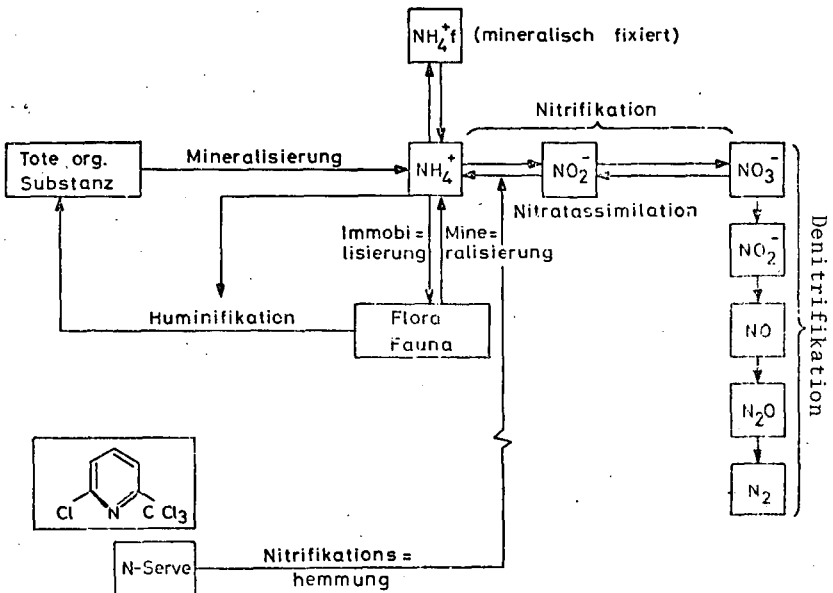 NH₄⁺f (mineralisch fixiert)
Nitrifikation
Tote org.
Substanz
Mineralisierung
NH₄⁺
NO₂⁻
NO₃⁻
Nitratassimilation
Immobi=
lisierung
Mine=
ralisierung
NO₂⁻
Huminifikation
Flora
Fauna
NO
N₂O
N₂
Denitrifikation
Cl
N
CCl₃
N-Serve
Nitrifikations=
hemmung